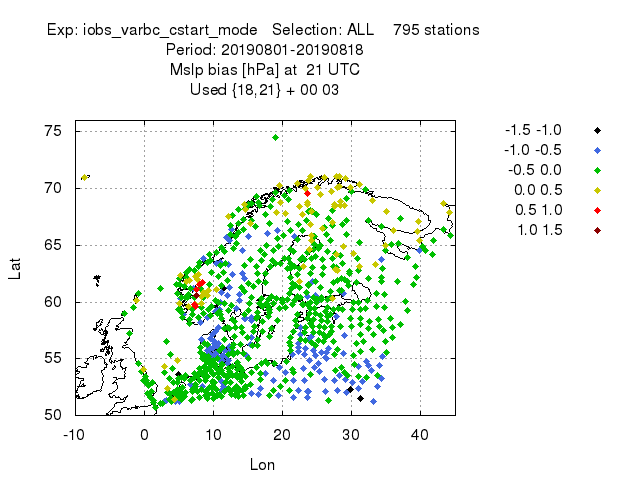 Exp: iobs_varbc_cstart_mode   Selection: ALL    795 stations
Period: 20190801-20190818
Mslp bias [hPa] at  21 UTC
Used {18,21} + 00 03
-1.5 -1.0
-1.0 -0.5
-0.5 0.0
0.0 0.5
0.5 1.0
1.0 1.5
75
70
65
60
55
50
Lat
-10 0 10 20 30 40
Lon